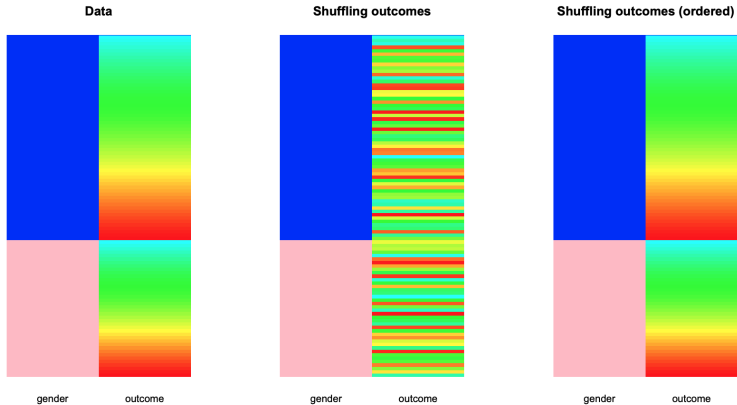 Data
Shuffling outcomes
Shuffling outcomes (ordered)
gender
outcome
gender
outcome
gender
outcome